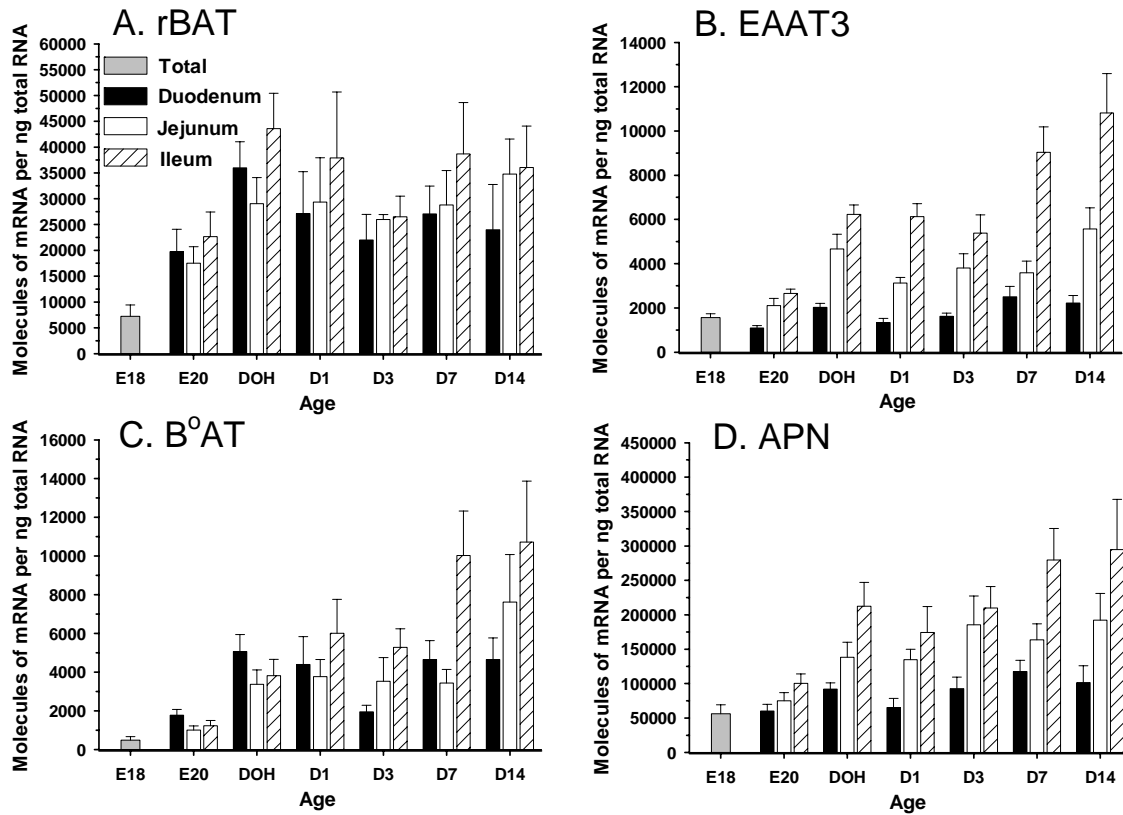 A. rBAT
Molecules of mRNA per ng total RNA
60000
55000
50000
45000
40000
35000
30000
25000
20000
15000
10000
5000
0
Total
Duodenum
Jejunum
Ileum
E18 E20 DOH D1 D3 D7 D14
Age
B. EAAT3
Molecules of mRNA per ng total RNA
14000
12000
10000
8000
6000
4000
2000
0
E18 E20 DOH D1 D3 D7 D14
Age
C. B°AT
Molecules of mRNA per ng total RNA
16000
14000
12000
10000
8000
6000
4000
2000
0
E18 E20 DOH D1 D3 D7 D14
Age
D. APN
Molecules of mRNA per ng total RNA
450000
400000
350000
300000
250000
200000
150000
100000
50000
0
E18 E20 DOH D1 D3 D7 D14
Age